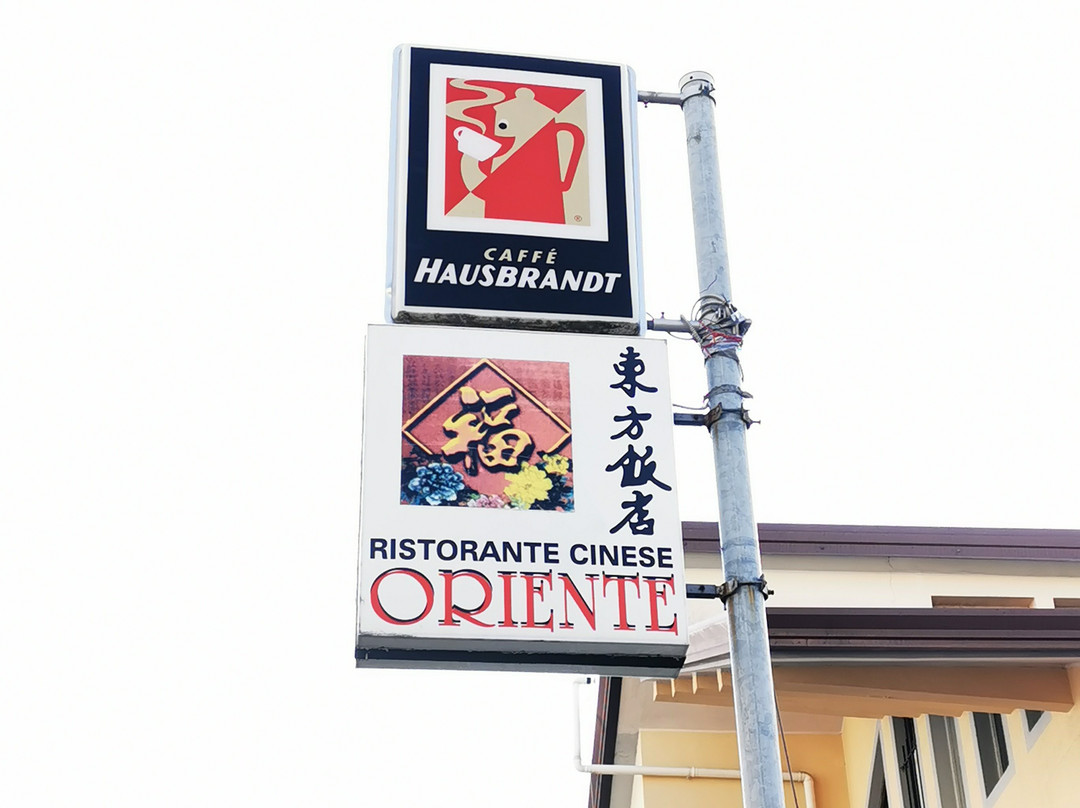 CAFFÉ
HAUSBRANDT
福
東方飯店
RISTORANTE CINESE
ORIENTE